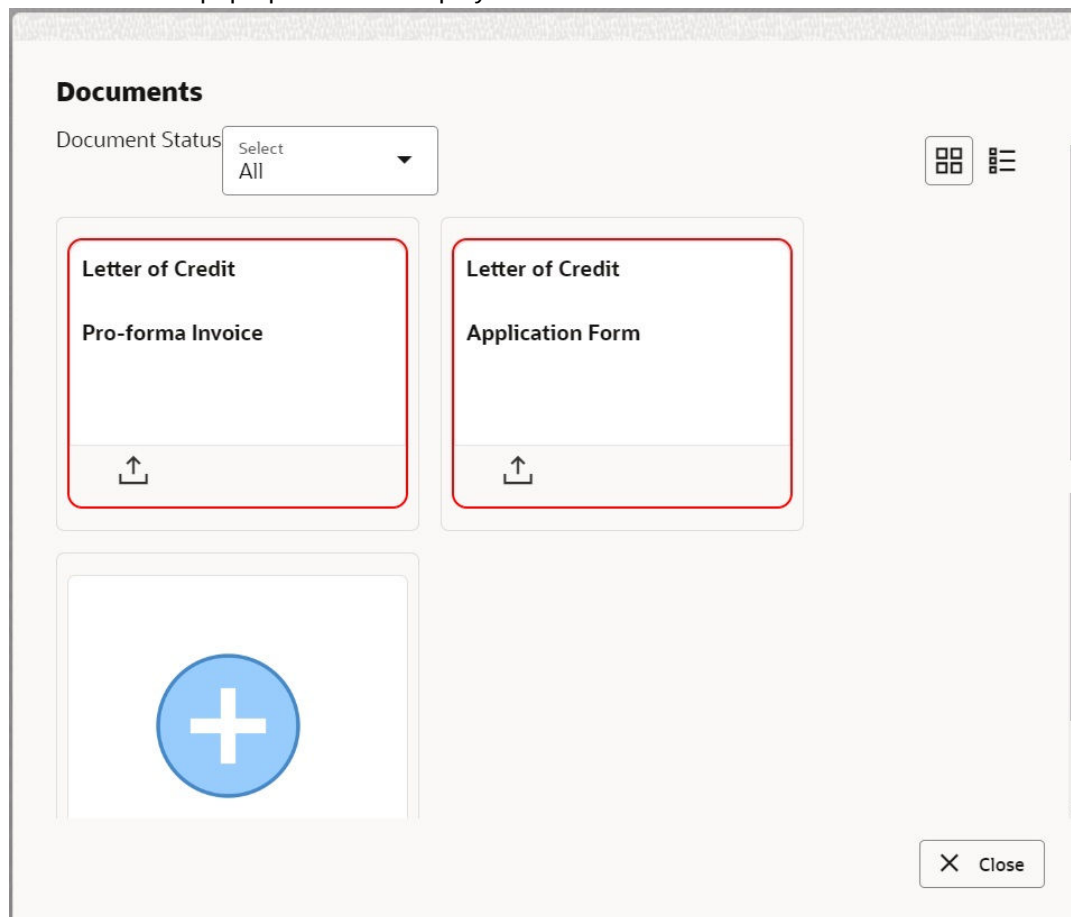 Documents
Document Status
Select
All
Letter of Credit
Pro-forma Invoice
Letter of Credit
Application Form
Close